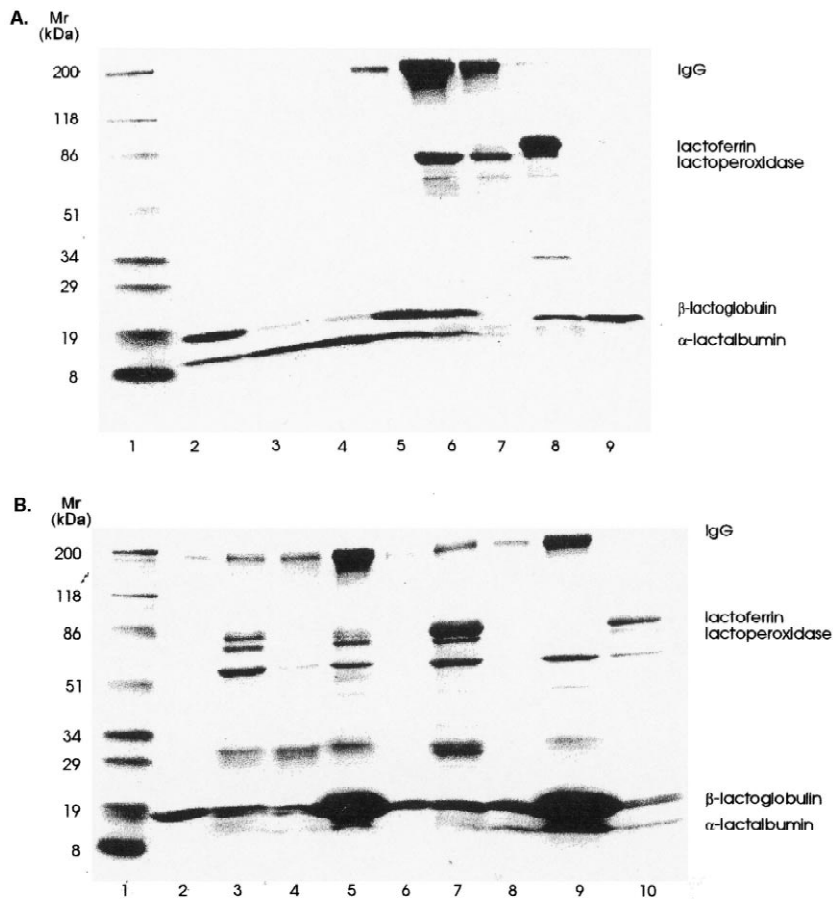 A.
Mr
(kDa)
200
118
86
51
34
29
19
8
IgG
lactoferrin
lactoperoxidase
β-lactoglobulin
α-lactalbumin
1 2 3 4 5 6 7 8 9
B.
Mr
(kDa)
200
118
86
51
34
29
19
8
IgG
lactoferrin
lactoperoxidase
β-lactoglobulin
α-lactalbumin
1 2 3 4 5 6 7 8 9 10